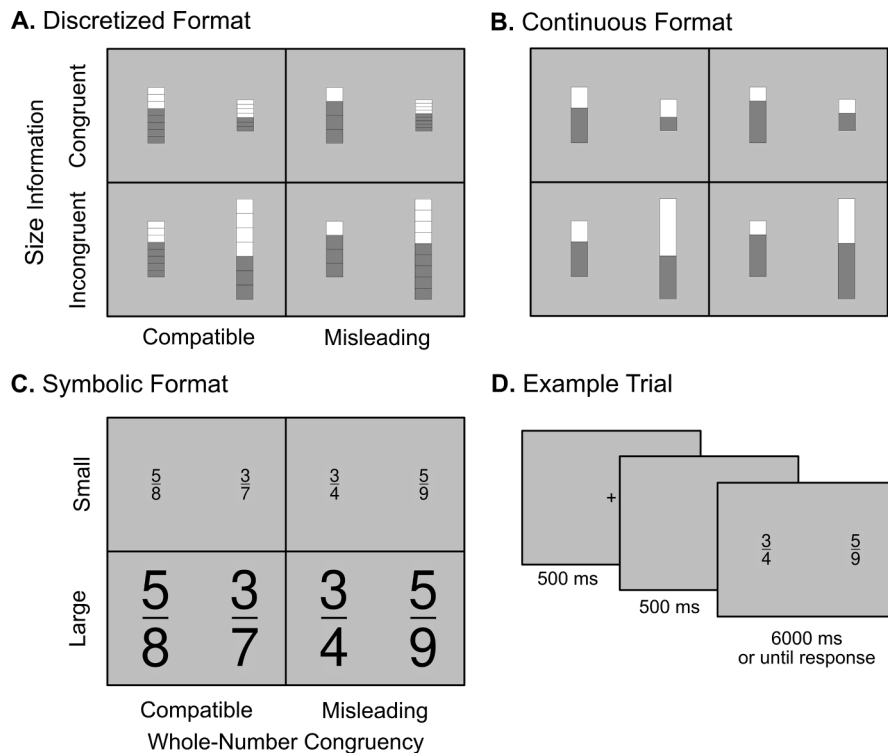 A. Discretized Format
Size Information
Congruent
Incongruent
Compatible
Misleading
B. Continuous Format
C. Symbolic Format
Small
5/8 3/7 3/4 5/9
Large
5/8 3/7 3/4 5/9
Compatible
Misleading
Whole-Number Congruency
D. Example Trial
+
500 ms
500 ms
3/4 5/9
6000 ms
or until response